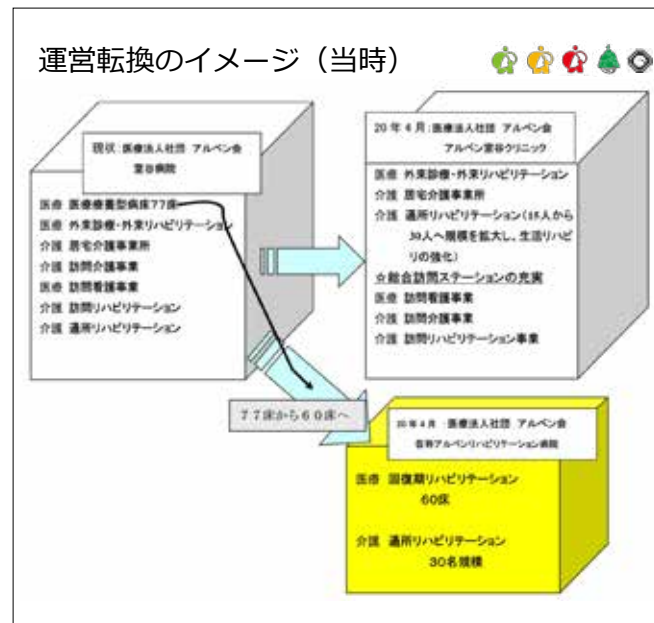 運営転換のイメージ（当時）
現状：医療法人社団 アルペン会
室谷病院
医療 医療療養型病床77床
医療 外来診療・外来リハビリテーション
介護 居宅介護事業所
介護 訪問介護事業
医療 訪問看護事業
介護 訪問リハビリテーション
介護 通所リハビリテーション
20年4月：医療法人社団 アルペン会
アルペン室谷クリニック
医療 外来診療・外来リハビリテーション
介護 居宅介護事業所
介護 通所リハビリテーション(15人から
30人へ規模を拡大し、生活リハビ
リの強化)
☆総合訪問ステーションの充実
医療 訪問看護事業
介護 訪問介護事業
介護 訪問リハビリテーション事業
77床から60床へ
20年4月 ：医療法人社団 アルペン会
アルペンリハビリテーション病院
医療 回復期リハビリテーション
60床
介護 通所リハビリテーション
30名規模